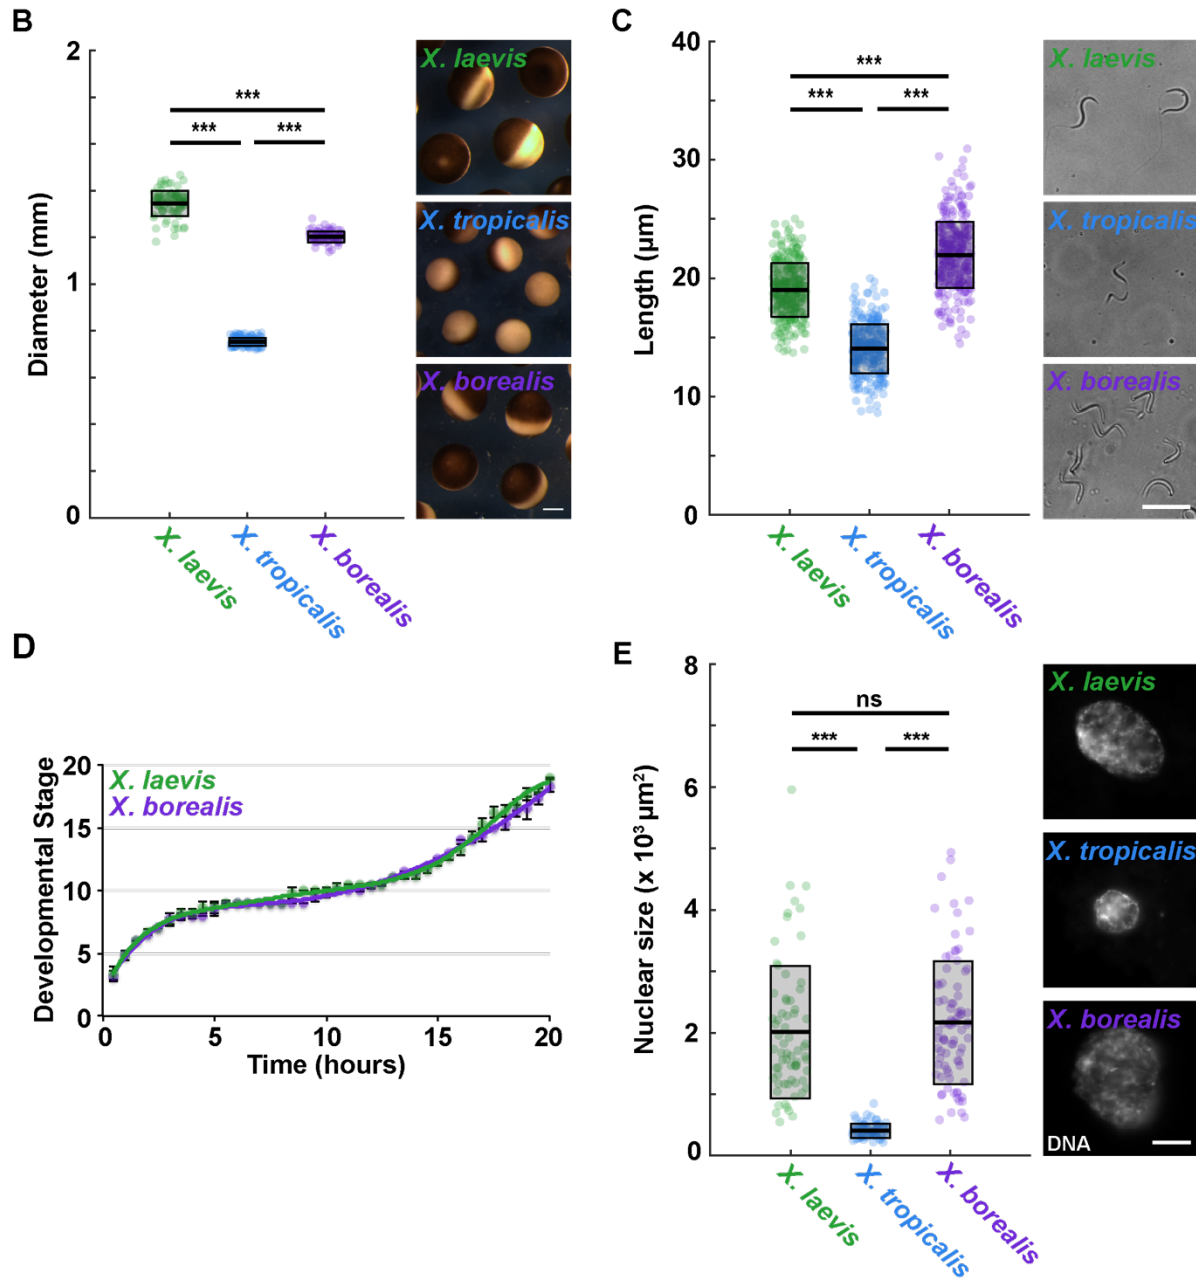 B
2
1
0
Diameter (mm)
***
***
***
X. laevis
X. tropicalis
X. borealis
X. laevis
X. tropicalis
X. borealis
C
40
30
20
10
0
Length (µm)
***
***
***
X. laevis
X. tropicalis
X. borealis
X. laevis
X. tropicalis
X. borealis
D
20
15
10
5
0
Developmental Stage
X. laevis
X. borealis
0
5
10
15
20
Time (hours)
E
8
6
4
2
0
Nuclear size (x 10³ µm²)
ns
***
***
X. laevis
X. tropicalis
X. borealis
X. laevis
X. tropicalis
X. borealis
DNA